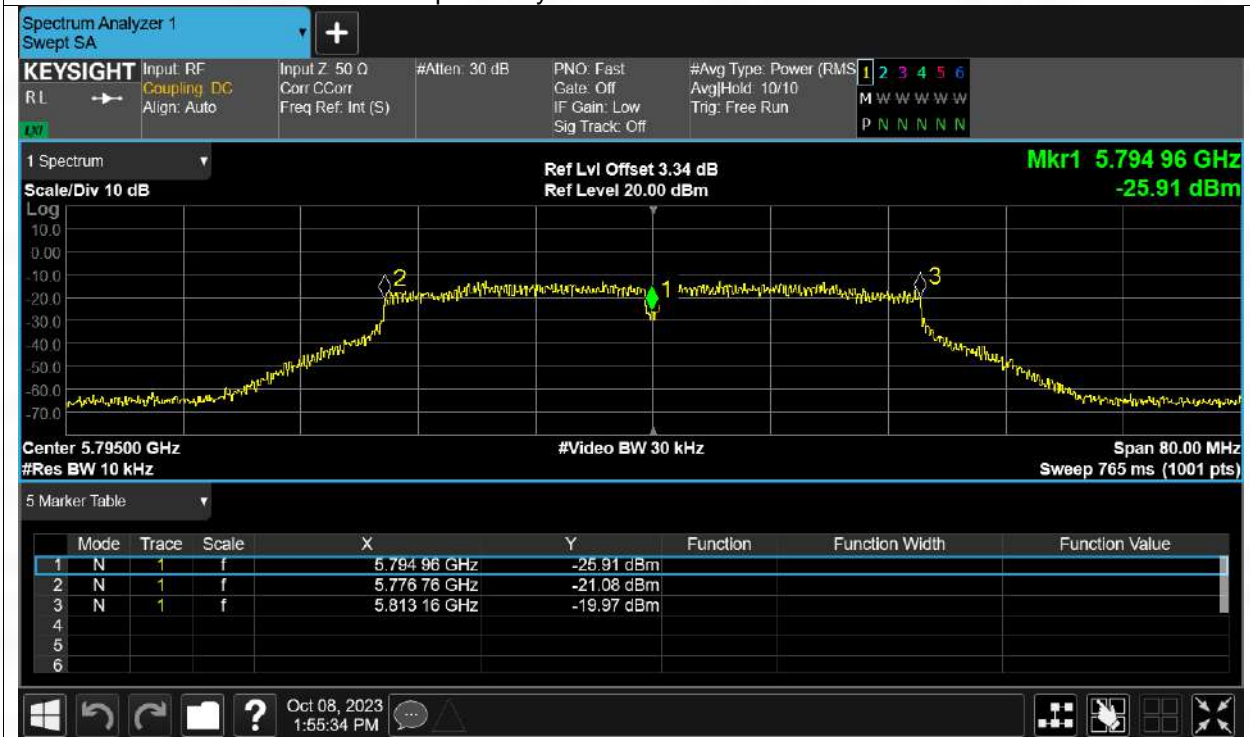 Spectrum Analyzer 1
Swept SA
+
KEYSIGHT Input: RF Input Z: 50 Ω #Atten: 30 dB PNO: Fast #Avg Type: Power (RMS 1 2 3 4 5 6
RL Coupling: DC Corr CCorr Gate: Off Avg|Hold: 10/10 M W W W W W
Align: Auto Freq Ref: Int (S) IF Gain: Low Trig: Free Run
LXI Sig Track: Off P N N N N N
1 Spectrum Ref Lvl Offset 3.34 dB Mkr1 5.794 96 GHz
Scale/Div 10 dB Ref Level 20.00 dBm -25.91 dBm
Log
10.0
0.00
-10.0
2 3
-20.0
1
-30.0
-40.0
-50.0
-60.0
-70.0
Center 5.79500 GHz #Video BW 30 kHz Span 80.00 MHz
#Res BW 10 kHz Sweep 765 ms (1001 pts)
5 Marker Table
Mode Trace Scale X Y Function Function Width Function Value
1 N 1 f 5.794 96 GHz -25.91 dBm
2 N 1 f 5.776 76 GHz -21.08 dBm
3 N 1 f 5.813 16 GHz -19.97 dBm
4
5
6
? Oct 08, 2023
1:55:34 PM